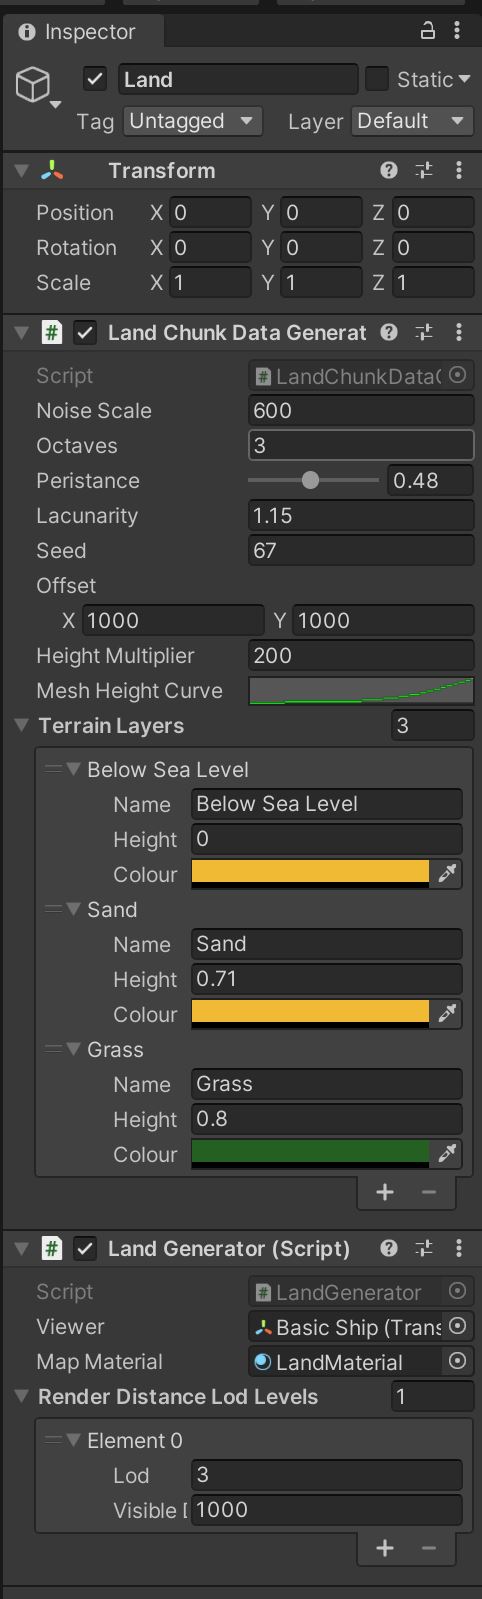 Inspector
Land
Static
Tag Untagged Layer Default
Transform
Position X 0 Y 0 Z 0
Rotation X 0 Y 0 Z 0
Scale X 1 Y 1 Z 1
# Land Chunk Data Generat
Script # LandChunkData
Noise Scale 600
Octaves 3
Peristance 0.48
Lacunarity 1.15
Seed 67
Offset
X 1000 Y 1000
Height Multiplier 200
Mesh Height Curve
Terrain Layers 3
Below Sea Level
Name Below Sea Level
Height 0
Colour
Sand
Name Sand
Height 0.71
Colour
Grass
Name Grass
Height 0.8
Colour
+ −
# Land Generator (Script)
Script # LandGenerator
Viewer Basic Ship (Trans
Map Material LandMaterial
Render Distance Lod Levels 1
Element 0
Lod 3
Visible 1000
+ −